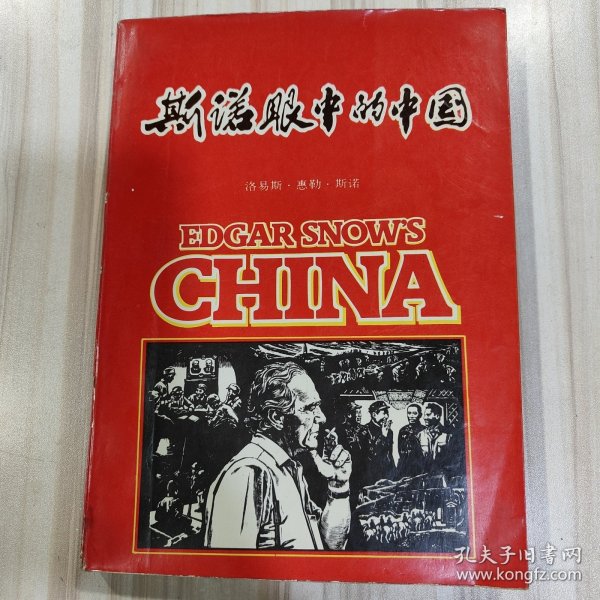 斯诺眼中的中国
洛易斯·惠勒·斯诺
EDGAR SNOW'S
CHINA
孔夫子旧书网
www.kongfz.com